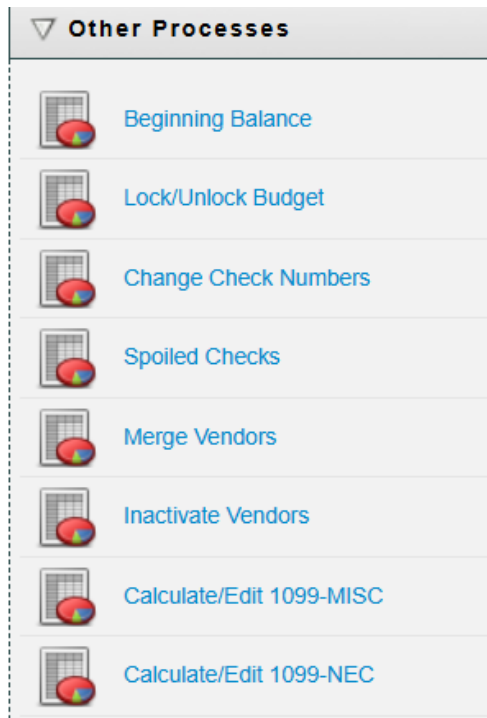 Other Processes
Beginning Balance
Lock/Unlock Budget
Change Check Numbers
Spoiled Checks
Merge Vendors
Inactivate Vendors
Calculate/Edit 1099-MISC
Calculate/Edit 1099-NEC